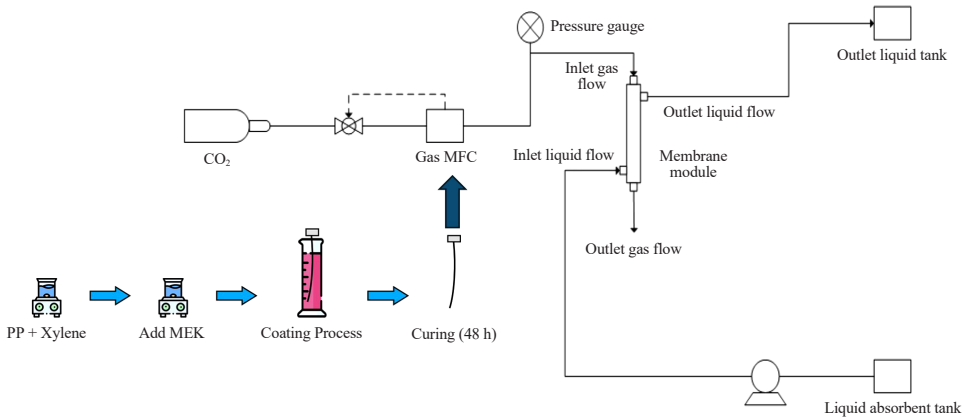 Pressure gauge
Outlet liquid tank
Inlet gas
flow
Outlet liquid flow
CO₂
Gas MFC
Inlet liquid flow
Membrane
module
Outlet gas flow
PP + Xylene
Add MEK
Coating Process
Curing (48 h)
Liquid absorbent tank